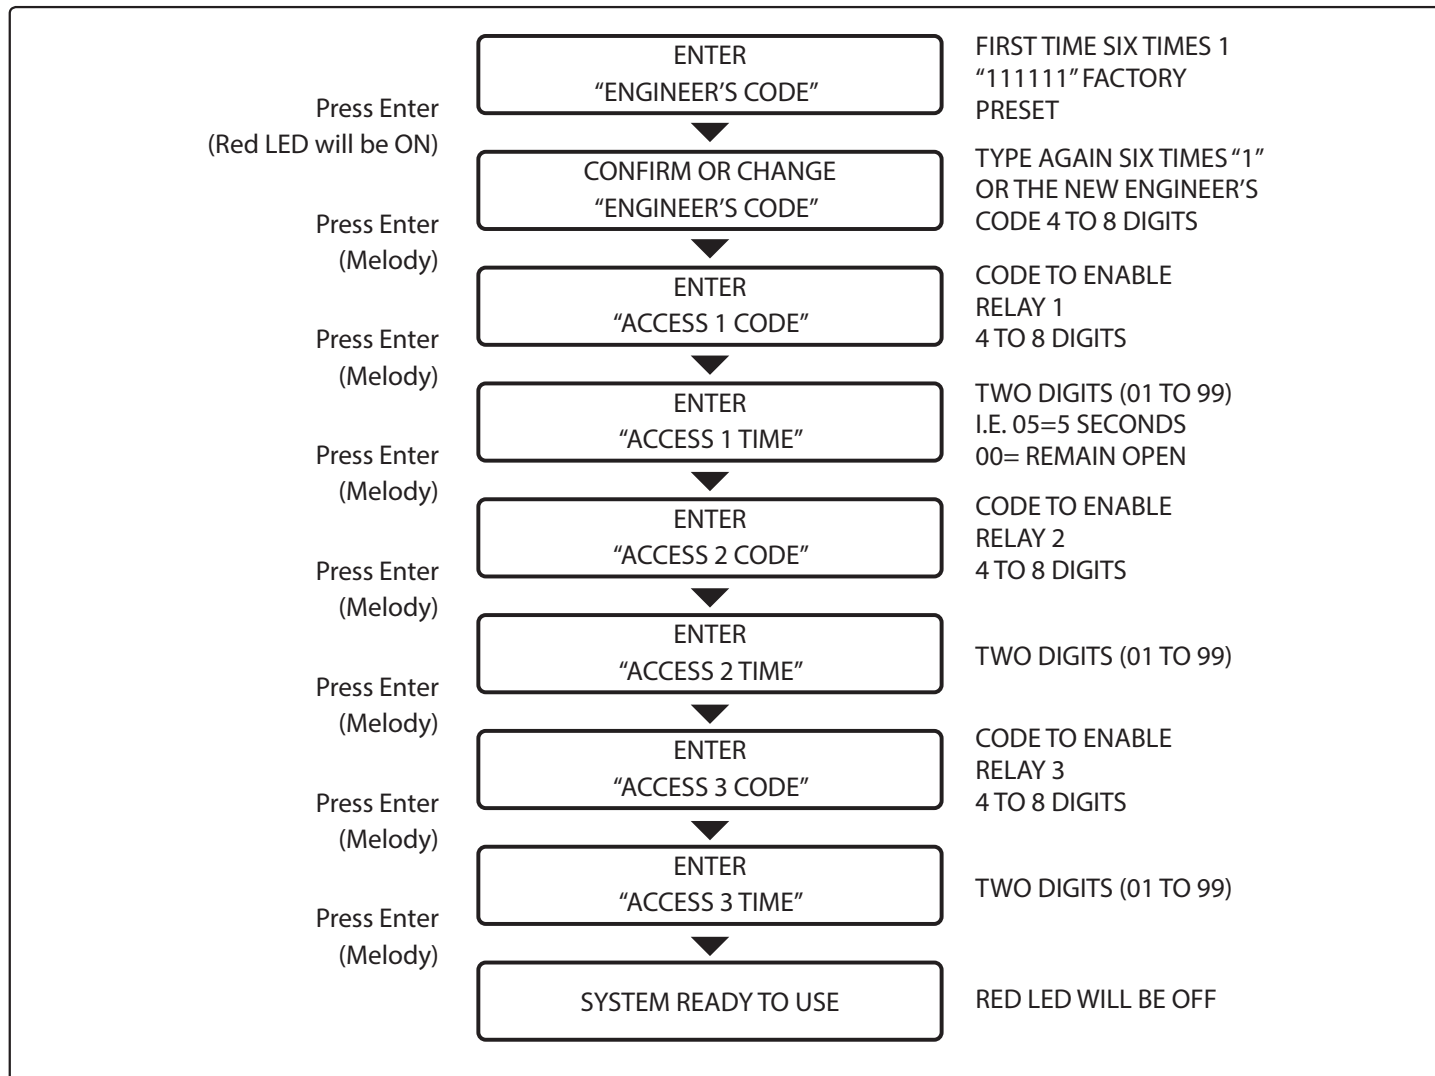 ENTER
“ENGINEER’S CODE”
FIRST TIME SIX TIMES 1
“111111” FACTORY
PRESET
Press Enter
(Red LED will be ON)
CONFIRM OR CHANGE
“ENGINEER’S CODE”
TYPE AGAIN SIX TIMES “1”
OR THE NEW ENGINEER’S
CODE 4 TO 8 DIGITS
Press Enter
(Melody)
ENTER
“ACCESS 1 CODE”
CODE TO ENABLE
RELAY 1
4 TO 8 DIGITS
Press Enter
(Melody)
ENTER
“ACCESS 1 TIME”
TWO DIGITS (01 TO 99)
I.E. 05=5 SECONDS
00= REMAIN OPEN
Press Enter
(Melody)
ENTER
“ACCESS 2 CODE”
CODE TO ENABLE
RELAY 2
4 TO 8 DIGITS
Press Enter
(Melody)
ENTER
“ACCESS 2 TIME”
TWO DIGITS (01 TO 99)
Press Enter
(Melody)
ENTER
“ACCESS 3 CODE”
CODE TO ENABLE
RELAY 3
4 TO 8 DIGITS
Press Enter
(Melody)
ENTER
“ACCESS 3 TIME”
TWO DIGITS (01 TO 99)
Press Enter
(Melody)
SYSTEM READY TO USE
RED LED WILL BE OFF